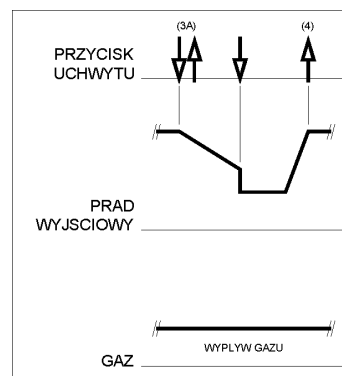 (3A) (4)
PRZYCISK
UCHWYTU
PRAD
WYJSCIOWY
WYPLYW GAZU
GAZ